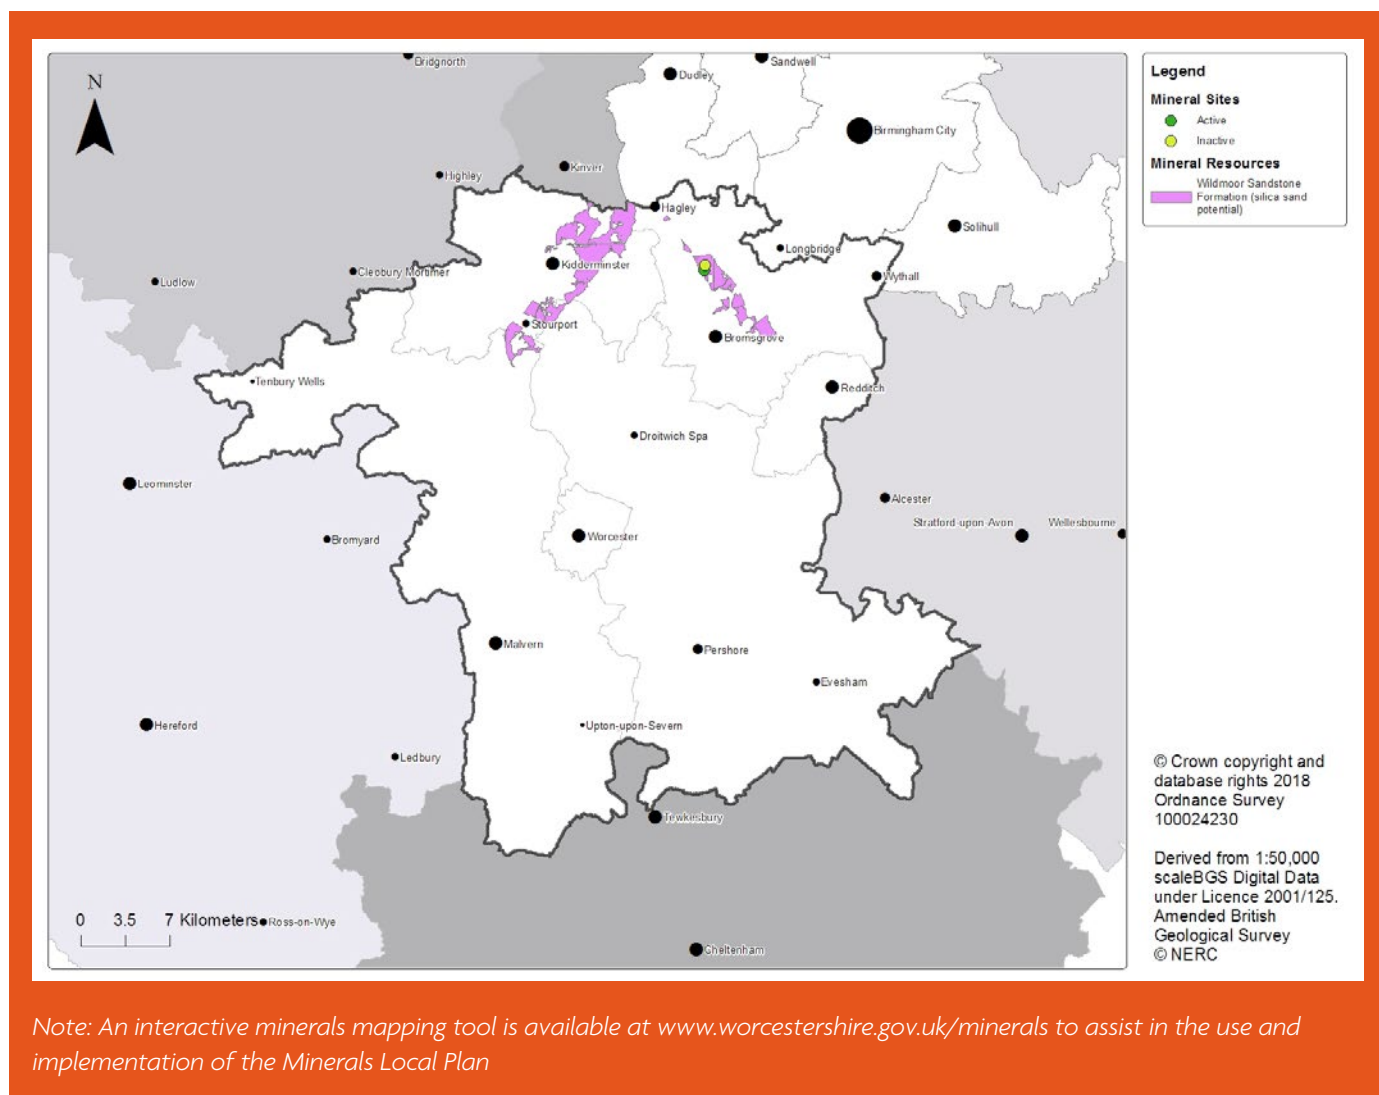 Bridgnorth
Sandwell
Dudley
Birmingham City
N
Kinver
Highley
Hagley
Solihull
Longbridge
Kidderminster
Cleobury Mortimer
Wythall
Ludlow
Stourport
Bromsgrove
Tenbury Wells
Redditch
Droitwich Spa
Leominster
Alcester
Stratford-upon-Avon
Wellesbourne
Bromyard
Worcester
Malvern
Pershore
Evesham
Hereford
Upton-upon-Severn
Ledbury
Tewkesbury
0 3.5 7 Kilometers
Ross-on-Wye
Cheltenham
Legend
Mineral Sites
Active
Inactive
Mineral Resources
Wildmoor Sandstone
Formation (silica sand
potential)
© Crown copyright and
database rights 2018
Ordnance Survey
100024230
Derived from 1:50,000
scaleBGS Digital Data
under Licence 2001/125.
Amended British
Geological Survey
© NERC
Note: An interactive minerals mapping tool is available at www.worcestershire.gov.uk/minerals to assist in the use and
implementation of the Minerals Local Plan